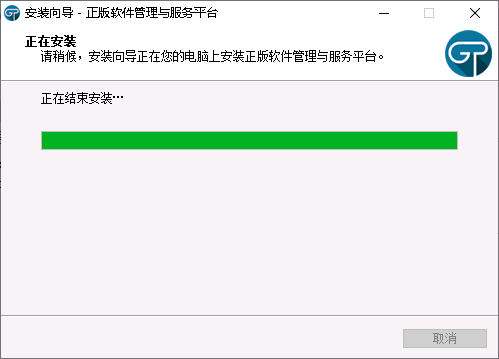 安装向导 - 正版软件管理与服务平台
正在安装
请稍候，安装向导正在您的电脑上安装正版软件管理与服务平台。
正在结束安装…
取消